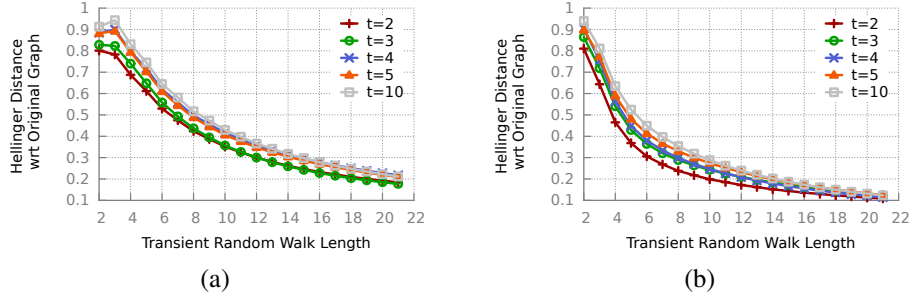 Hellinger Distance
wrt Original Graph
1
0.9
0.8
0.7
0.6
0.5
0.4
0.3
0.2
0.1
2 4 6 8 10 12 14 16 18 20 22
Transient Random Walk Length
t=2
t=3
t=4
t=5
t=10
(a)
Hellinger Distance
wrt Original Graph
1
0.9
0.8
0.7
0.6
0.5
0.4
0.3
0.2
0.1
2 4 6 8 10 12 14 16 18 20 22
Transient Random Walk Length
t=2
t=3
t=4
t=5
t=10
(b)